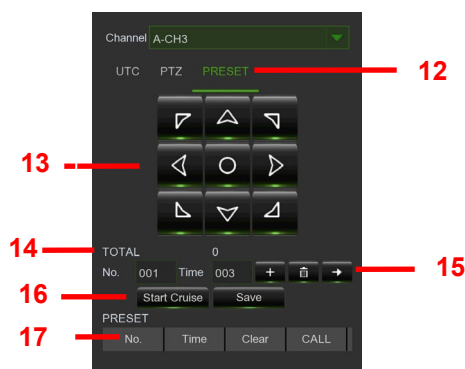 Channel A-CH3
UTC PTZ PRESET 12
13
14 TOTAL 0
No. 001 Time 003 + 15
16 Start Cruise Save
PRESET
17 No. Time Clear CALL